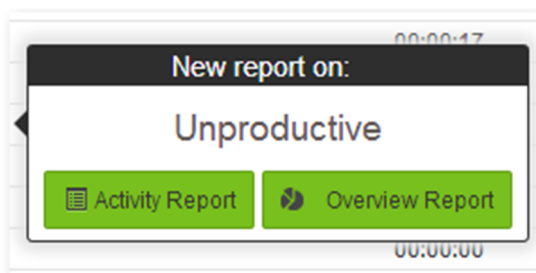 00:00:17
New report on:
Unproductive
Activity Report
Overview Report
00:00:00